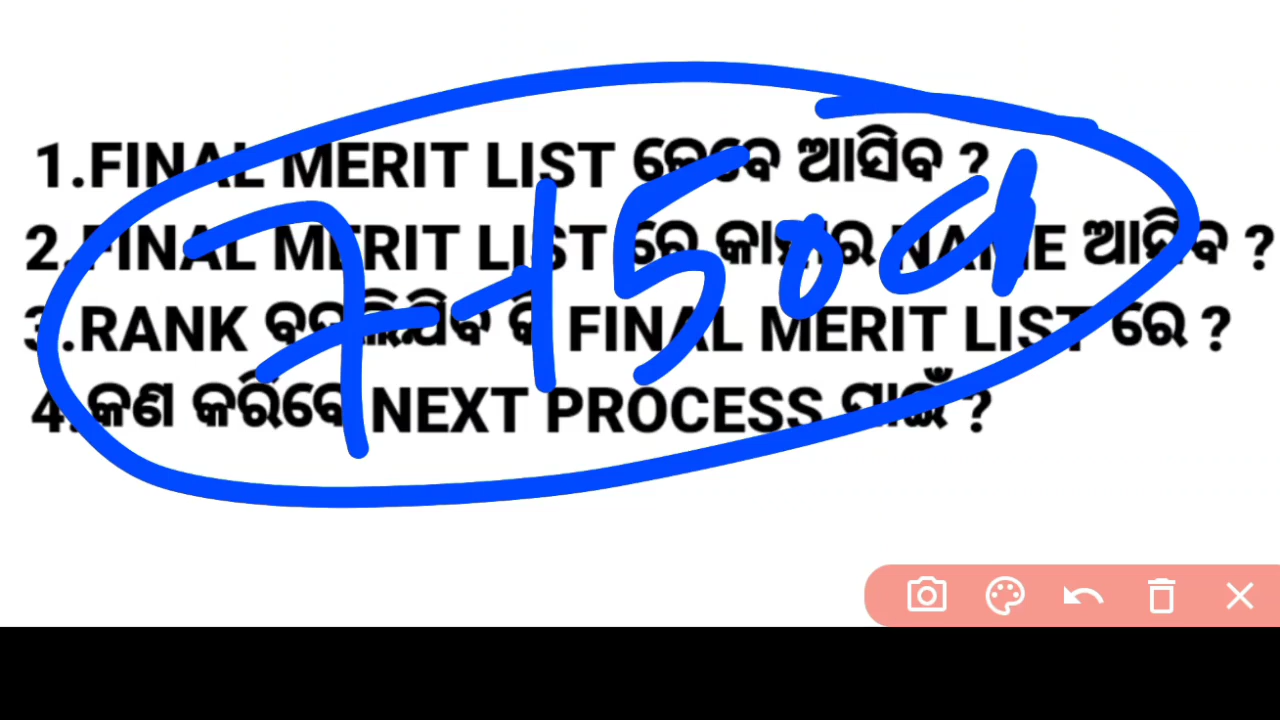 1.FINAL MERIT LIST କେବେ ଆସିବ ?
2.FINAL MERIT LIST ରେ କାହାର NAME ଆସିବ ?
3.RANK ବଦଳିଯିବ କି FINAL MERIT LIST ରେ ?
4.କଣ କରିବେ NEXT PROCESS ପାଇଁ ?